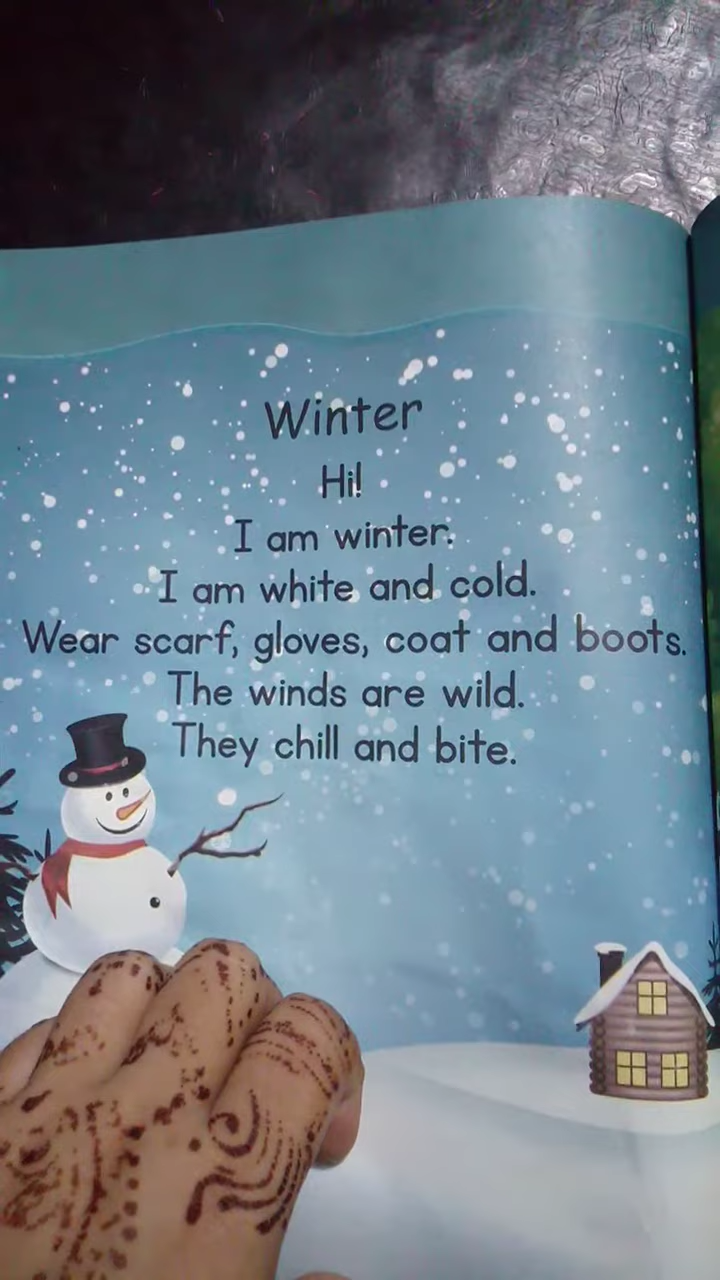 Winter
Hi!
I am winter.
I am white and cold.
Wear scarf, gloves, coat and boots.
The winds are wild.
They chill and bite.